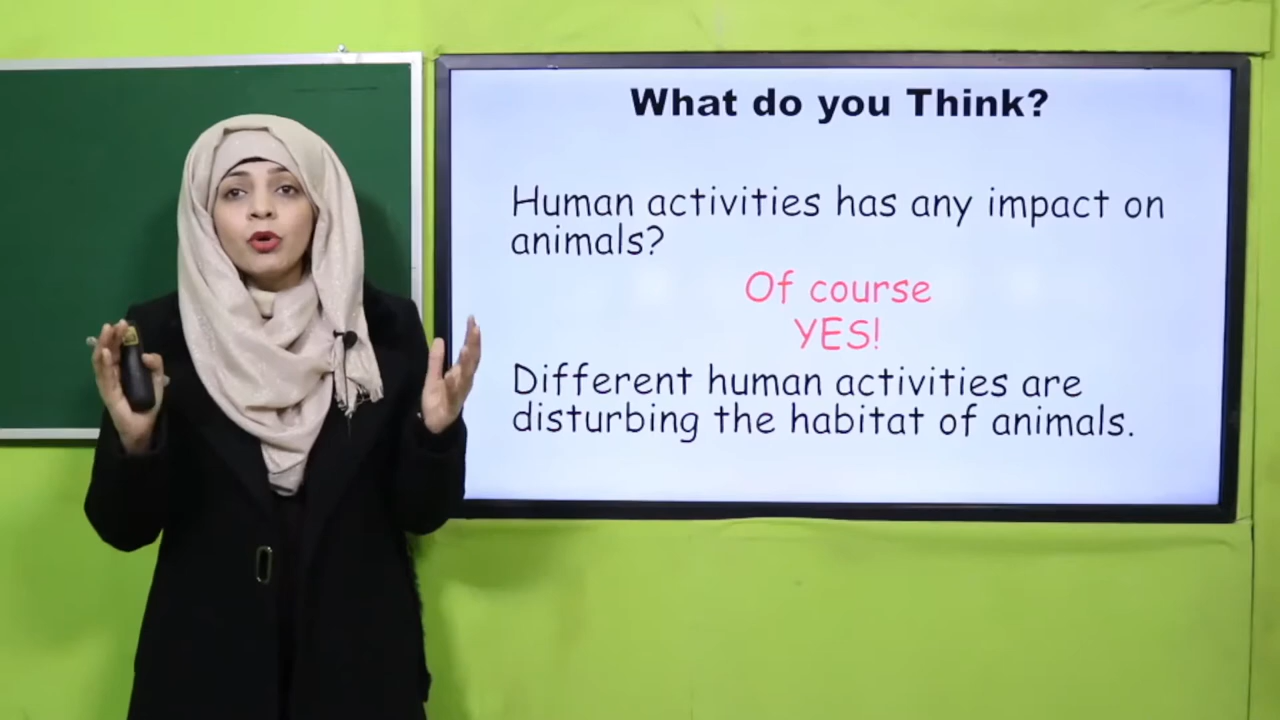 What do you Think?
Human activities has any impact on
animals?
Of course
YES!
Different human activities are
disturbing the habitat of animals.